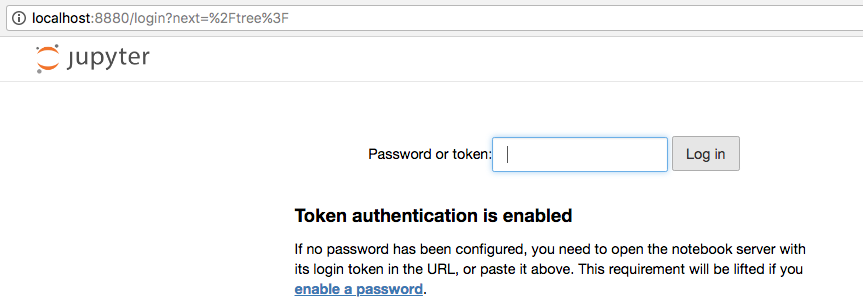 localhost:8880/login?next=%2Ftree%3F
jupyter
Password or token:
Log in
Token authentication is enabled
If no password has been configured, you need to open the notebook server with
its login token in the URL, or paste it above. This requirement will be lifted if you
enable a password.